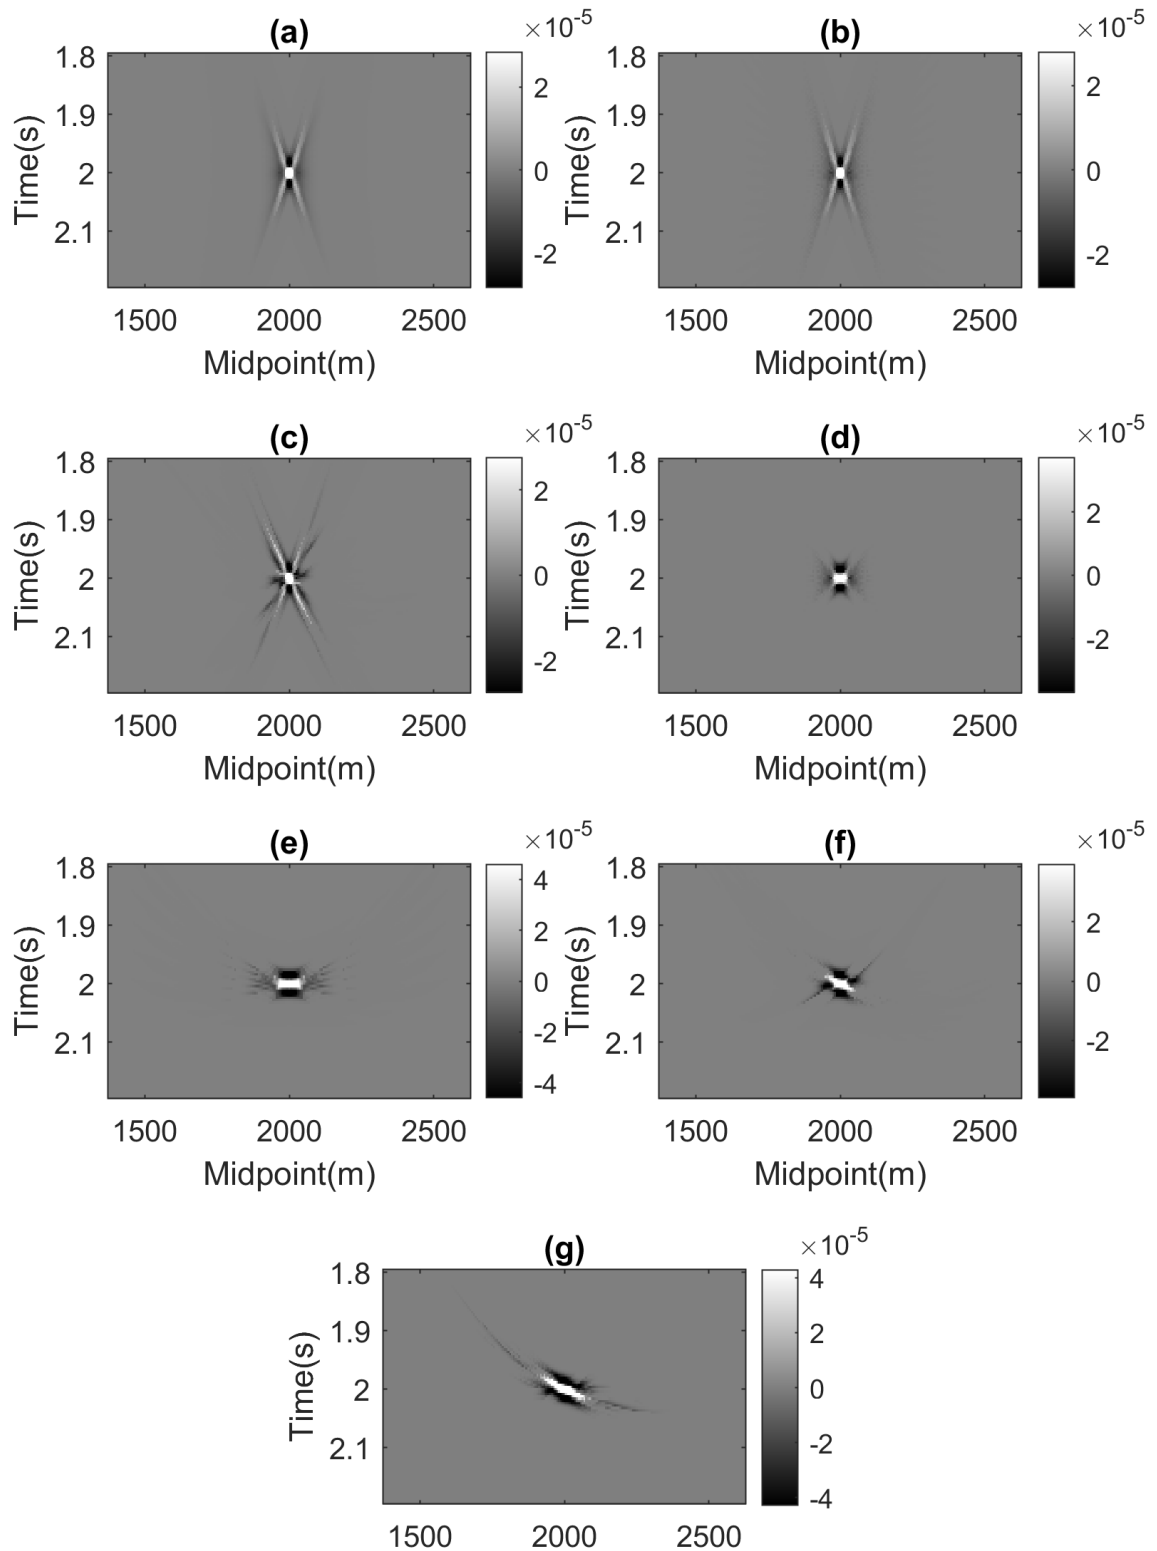 (a)
×10-5
1.8
1.9
2
2.1
Time(s)
1500 2000 2500
Midpoint(m)
2
0
-2
(b)
×10-5
1.8
1.9
2
2.1
Time(s)
1500 2000 2500
Midpoint(m)
2
0
-2
(c)
×10-5
1.8
1.9
2
2.1
Time(s)
1500 2000 2500
Midpoint(m)
2
0
-2
(d)
×10-5
1.8
1.9
2
2.1
Time(s)
1500 2000 2500
Midpoint(m)
2
0
-2
(e)
×10-5
1.8
1.9
2
2.1
Time(s)
1500 2000 2500
Midpoint(m)
4
2
0
-2
-4
(f)
×10-5
1.8
1.9
2
2.1
Time(s)
1500 2000 2500
Midpoint(m)
2
0
-2
(g)
×10-5
1.8
1.9
2
2.1
Time(s)
1500 2000 2500
4
2
0
-2
-4